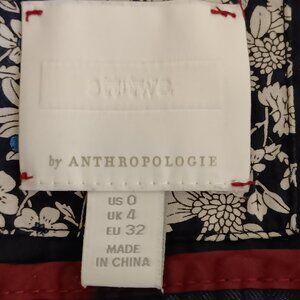 by ANTHROPOLOGIE
US 0
UK 4
EU 32
MADE
IN CHINA